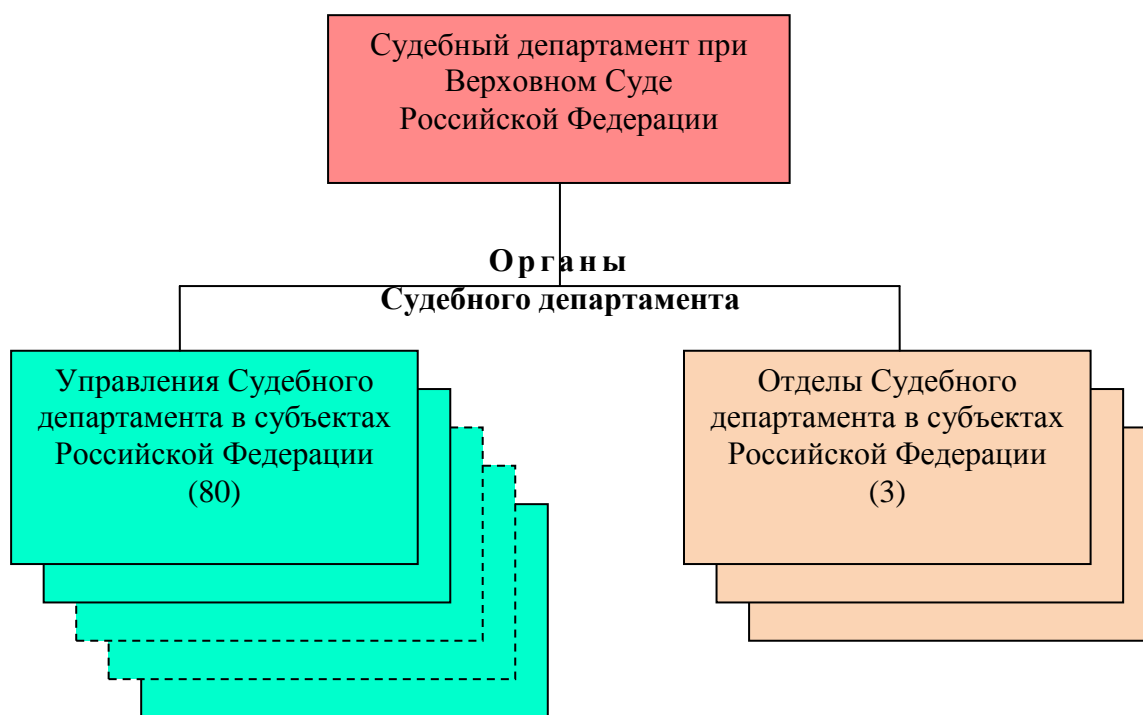 Судебный департамент при
Верховном Суде
Российской Федерации
Органы
Судебного департамента
Управления Судебного
департамента в субъектах
Российской Федерации
(80)
Отделы Судебного
департамента в субъектах
Российской Федерации
(3)